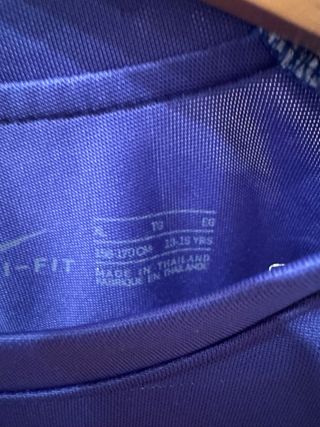 XL TG EG
158-170CM 13-15 YRS
MADE IN THAILAND
FABRIQUE EN THAILANDE
I-FIT